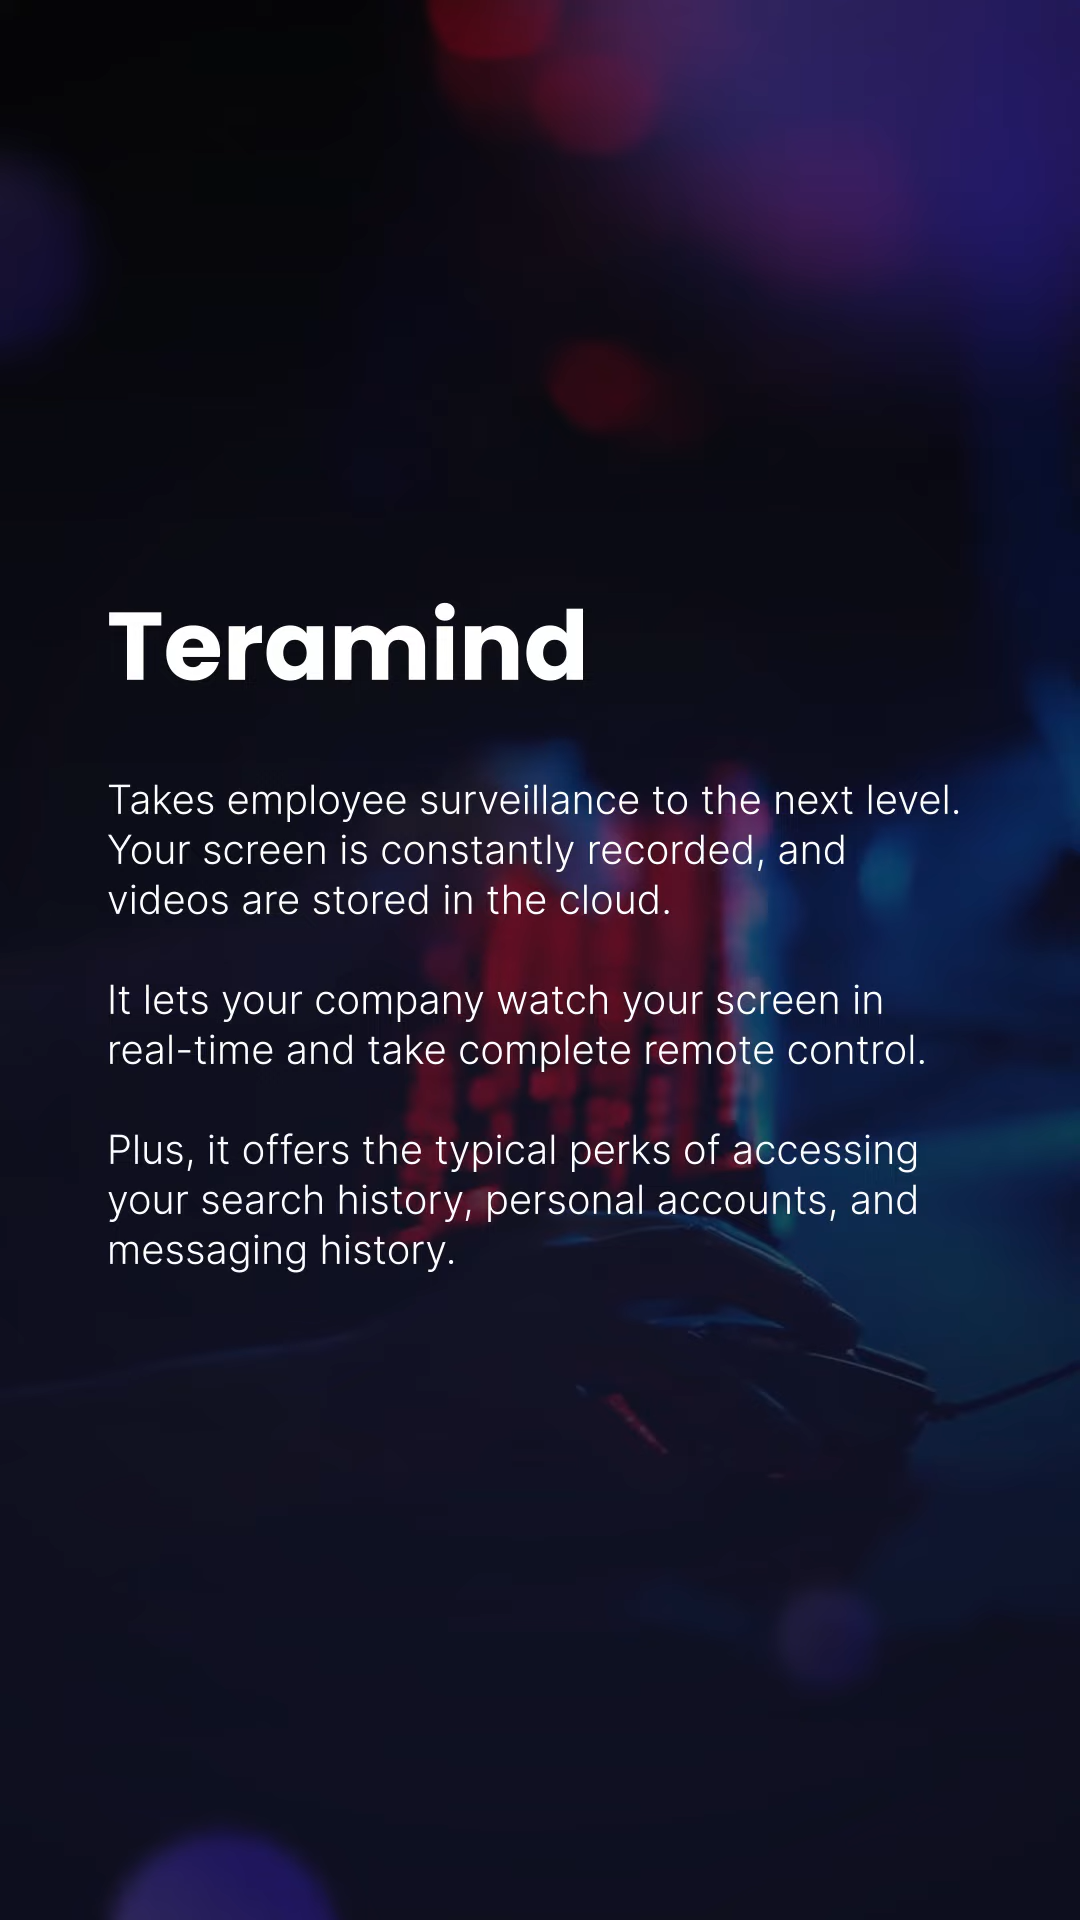 Teramind
Takes employee surveillance to the next level.
Your screen is constantly recorded, and
videos are stored in the cloud.
It lets your company watch your screen in
real-time and take complete remote control.
Plus, it offers the typical perks of accessing
your search history, personal accounts, and
messaging history.